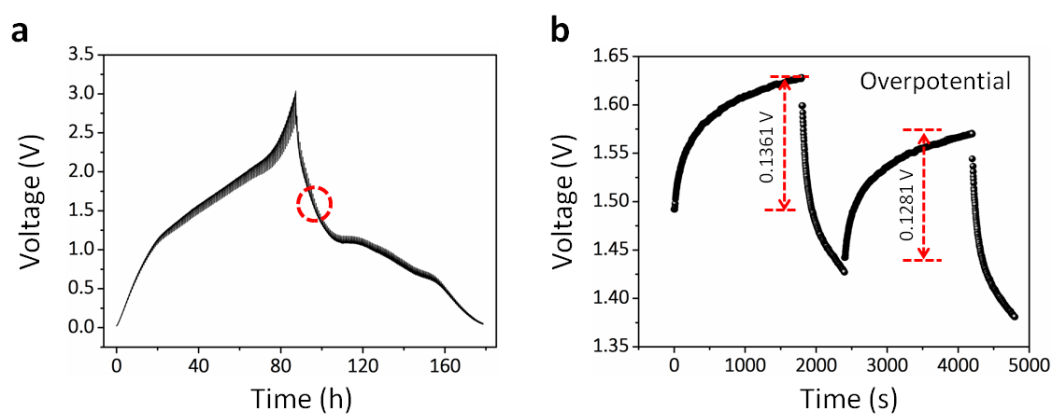 a
3.5
3.0
2.5
2.0
1.5
1.0
0.5
0.0
Voltage (V)
0 40 80 120 160
Time (h)
b
1.65
1.60
1.55
1.50
1.45
1.40
1.35
Voltage (V)
Overpotential
0.1361 V
0.1281 V
0 1000 2000 3000 4000 5000
Time (s)